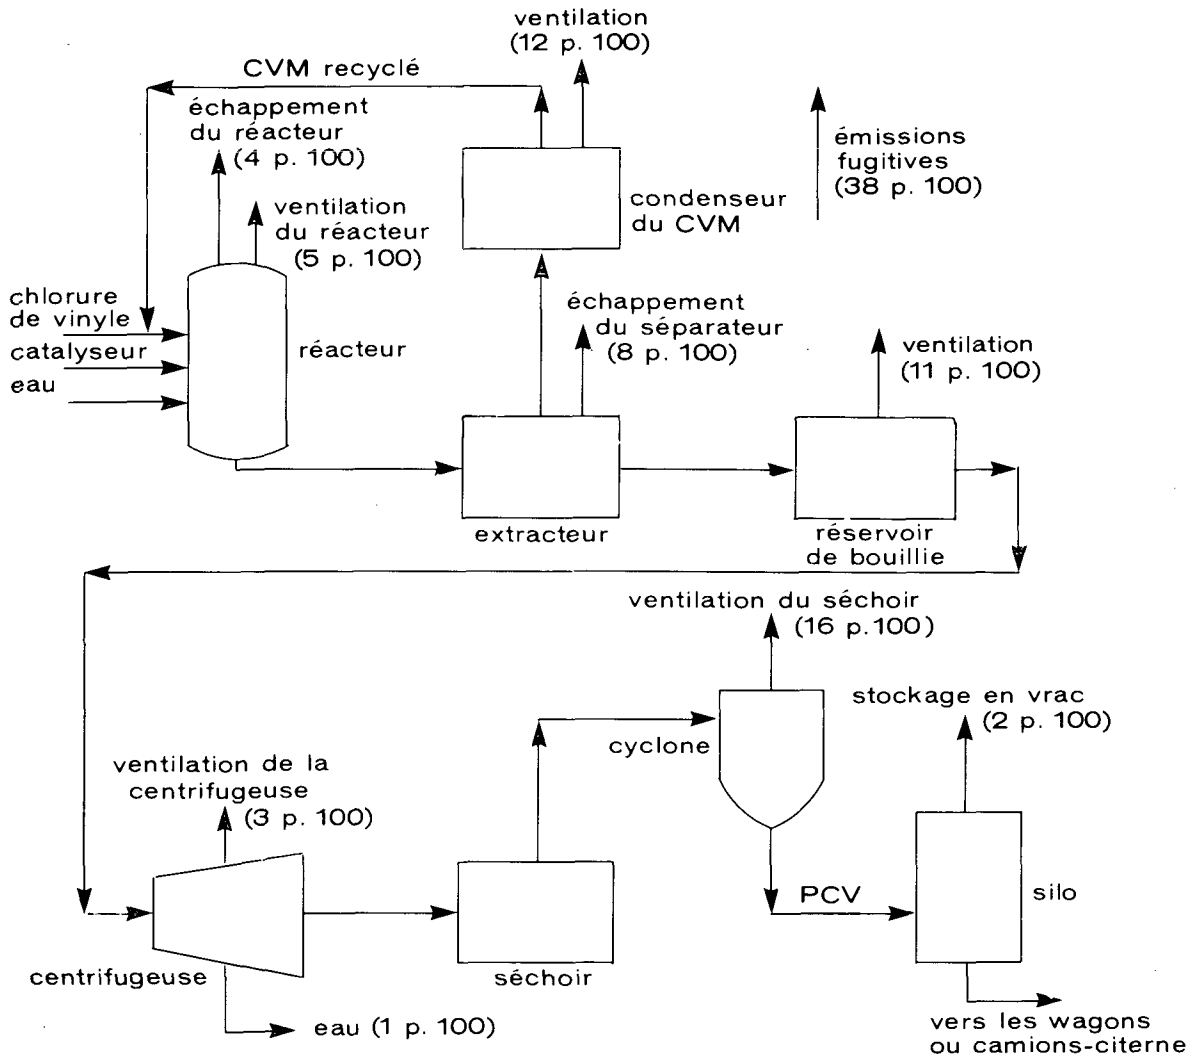 ventilation
(12 p. 100)
CVM recyclé
échappement
du réacteur
(4 p. 100)
émissions
fugitives
(38 p. 100)
condenseur
du CVM
ventilation
du réacteur
(5 p. 100)
chlorure
de vinyle
catalyseur
eau
réacteur
échappement
du séparateur
(8 p. 100)
ventilation
(11 p. 100)
extracteur
réservoir
de bouillie
ventilation du séchoir
(16 p.100)
stockage en vrac
(2 p. 100)
cyclone
ventilation de la
centrifugeuse
(3 p. 100)
PCV
silo
centrifugeuse
séchoir
eau (1 p. 100)
vers les wagons
ou camions-citerne